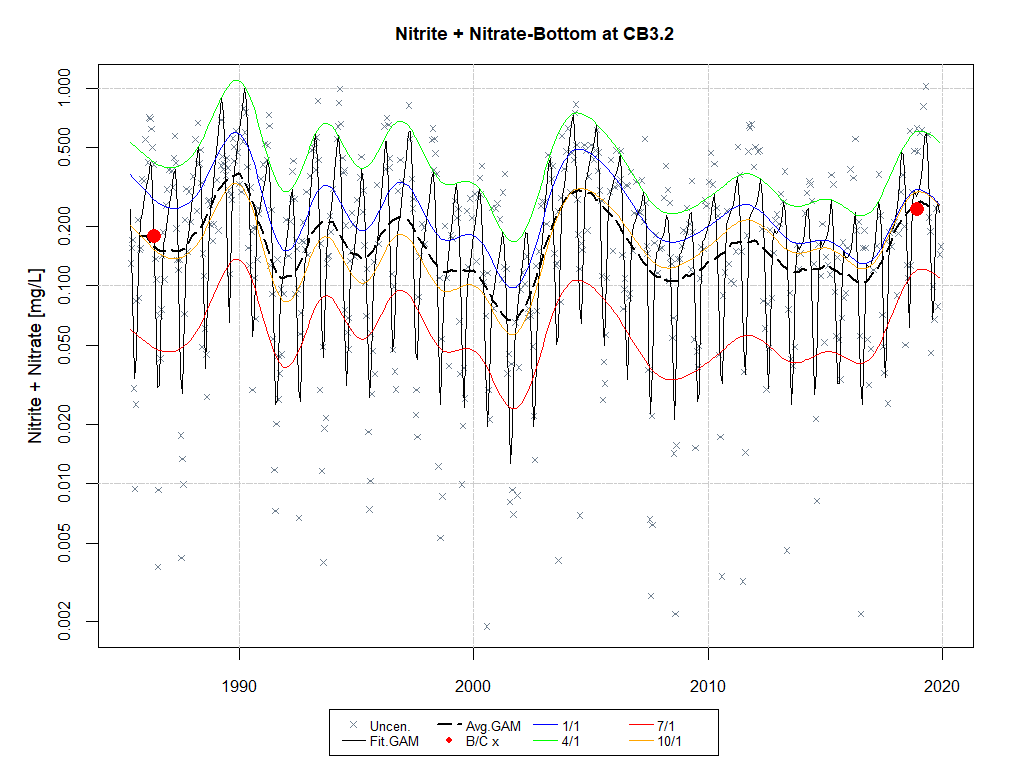 Nitrite + Nitrate-Bottom at CB3.2
Nitrite + Nitrate [mg/L]
1.000
0.500
0.200
0.100
0.050
0.020
0.010
0.005
0.002
1990 2000 2010 2020
Uncen. Avg.GAM 1/1 7/1
Fit.GAM B/C x 4/1 10/1